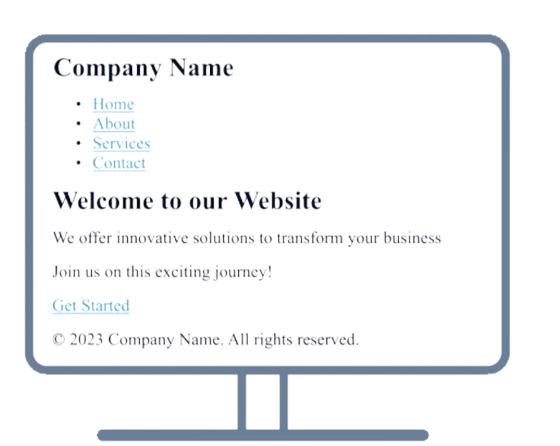 Company Name
• Home
• About
• Services
• Contact
Welcome to our Website
We offer innovative solutions to transform your business
Join us on this exciting journey!
Get Started
© 2023 Company Name. All rights reserved.